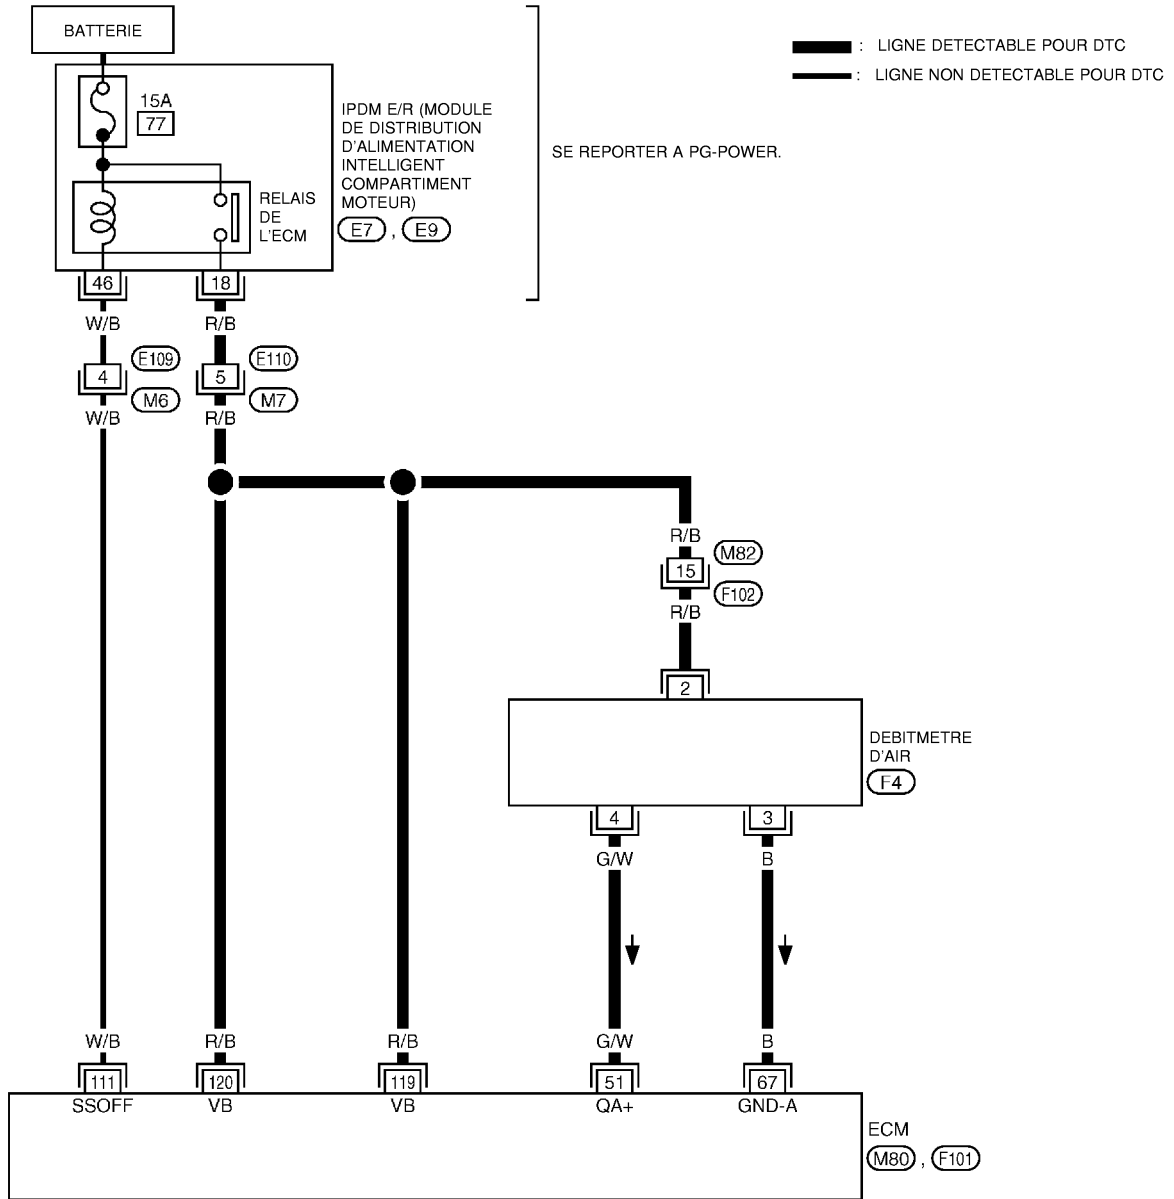 BATTERIE
: LIGNE DETECTABLE POUR DTC
: LIGNE NON DETECTABLE POUR DTC
15A
77
IPDM E/R (MODULE
DE DISTRIBUTION
D'ALIMENTATION
INTELLIGENT
COMPARTIMENT
MOTEUR)
E7 , E9
SE REPORTER A PG-POWER.
RELAIS
DE
L'ECM
46 18
W/B R/B
4 E109 5 E110
M6 M7
W/B R/B
R/B
M82
15
F102
R/B
2
DEBITMETRE
D'AIR
F4
4 3
G/W B
W/B R/B R/B G/W B
111 120 119 51 67
SSOFF VB VB QA+ GND-A
ECM
M80 , F101